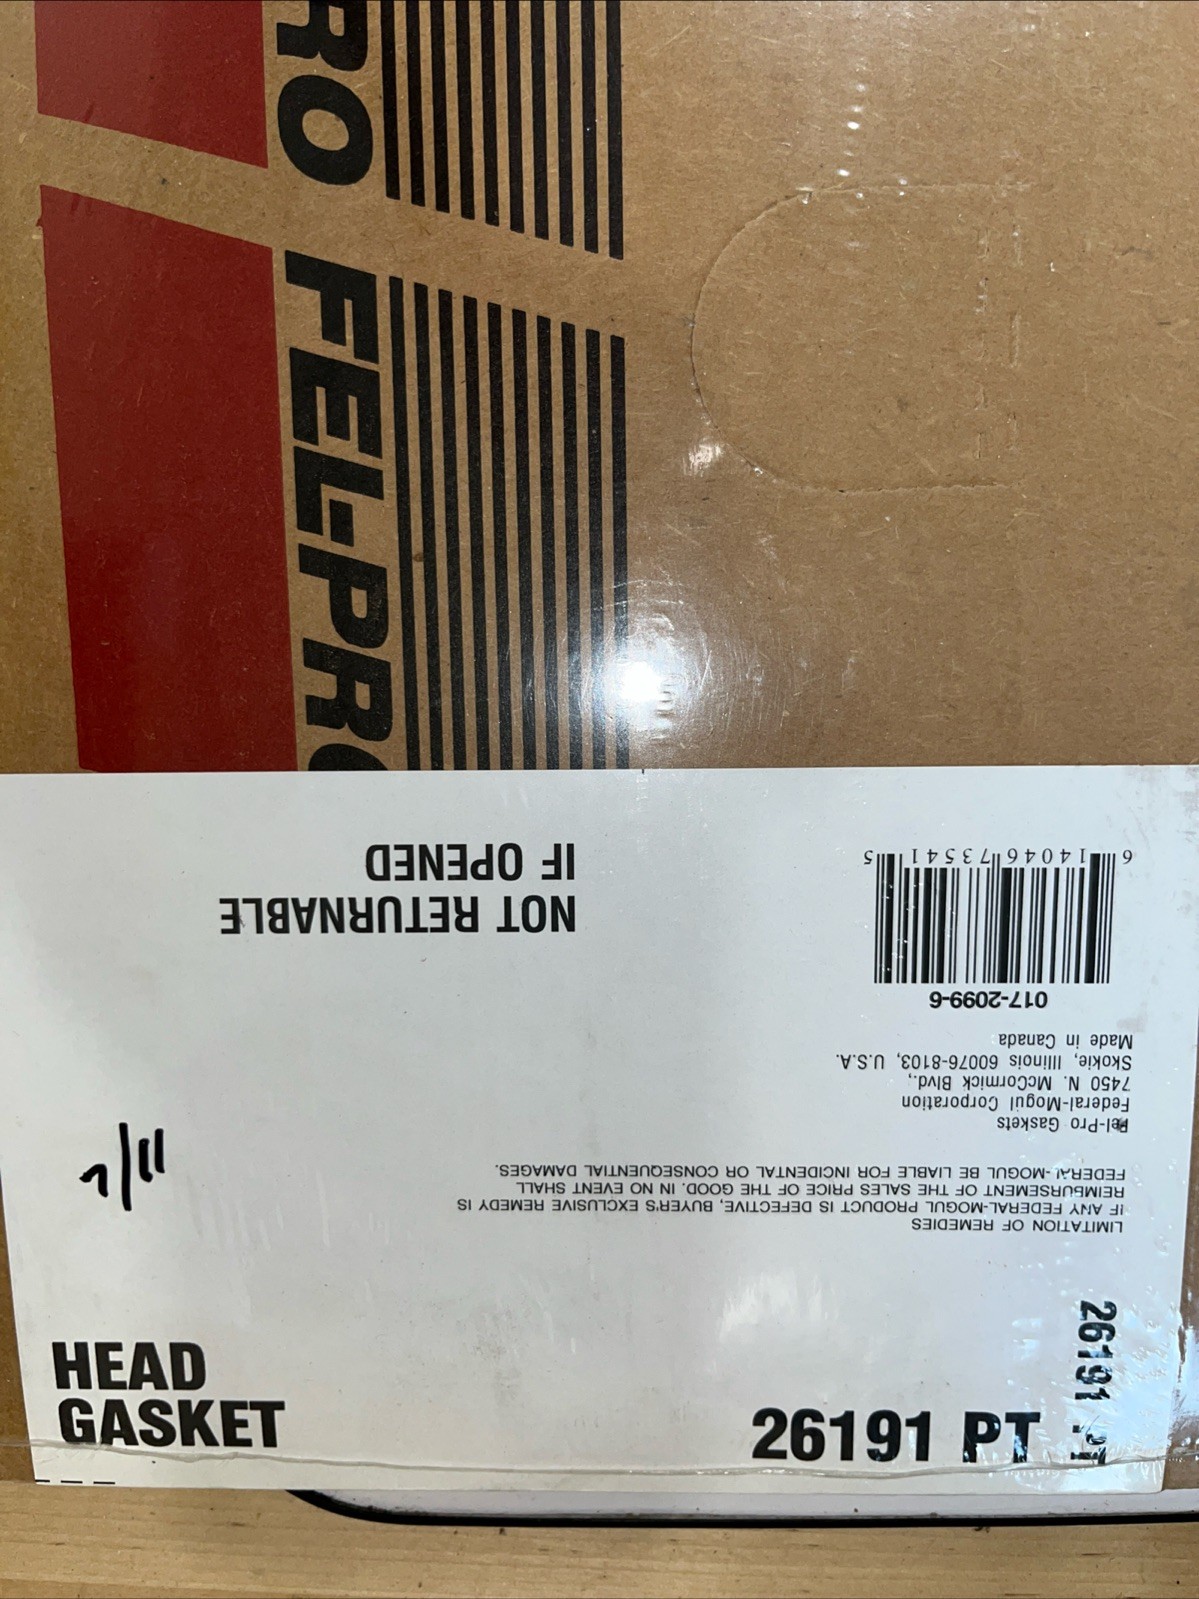 RO
FEL-PRO
NOT RETURNABLE
IF OPENED
6 14046 73541 5
017-2099-6
Fel-Pro Gaskets
Federal-Mogul Corporation
7450 N. McCormick Blvd.,
Skokie, Illinois 60076-8103, U.S.A.
Made in Canada
LIMITATION OF REMEDIES
IF ANY FEDERAL-MOGUL PRODUCT IS DEFECTIVE, BUYER'S EXCLUSIVE REMEDY IS
REIMBURSEMENT OF THE SALES PRICE OF THE GOOD. IN NO EVENT SHALL
FEDERAL-MOGUL BE LIABLE FOR INCIDENTAL OR CONSEQUENTIAL DAMAGES.
HEAD
GASKET
26191 PT
26191 PT